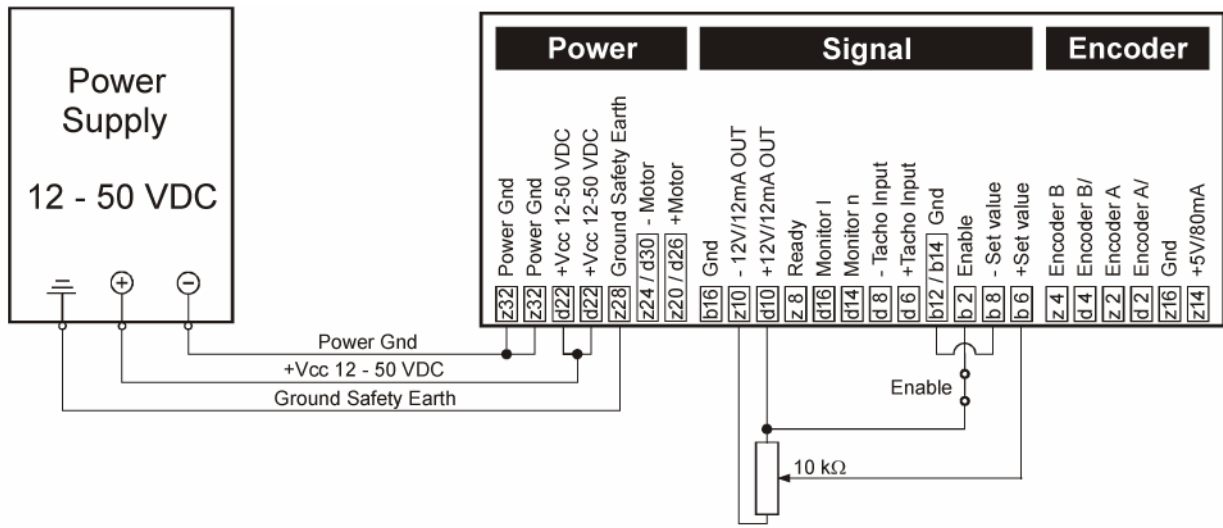 Power
Supply
12 - 50 VDC
Power
Signal
Encoder
Power Gnd
Power Gnd
+Vcc 12-50 VDC
+Vcc 12-50 VDC
Ground Safety Earth
- Motor
+Motor
Gnd
- 12V/12mA OUT
+12V/12mA OUT
Ready
Monitor I
Monitor n
- Tacho Input
+Tacho Input
Gnd
Enable
- Set value
+Set value
Encoder B
Encoder B/
Encoder A
Encoder A/
Gnd
+5V/80mA
z32
z32
d22
d22
z28
z24 / d30
z20 / d26
b16
z10
d10
z 8
d16
d14
d 8
d 6
b12 / b14
b 2
b 8
b 6
z 4
d 4
z 2
d 2
z16
z14
Power Gnd
+Vcc 12 - 50 VDC
Ground Safety Earth
Enable
10 kΩ